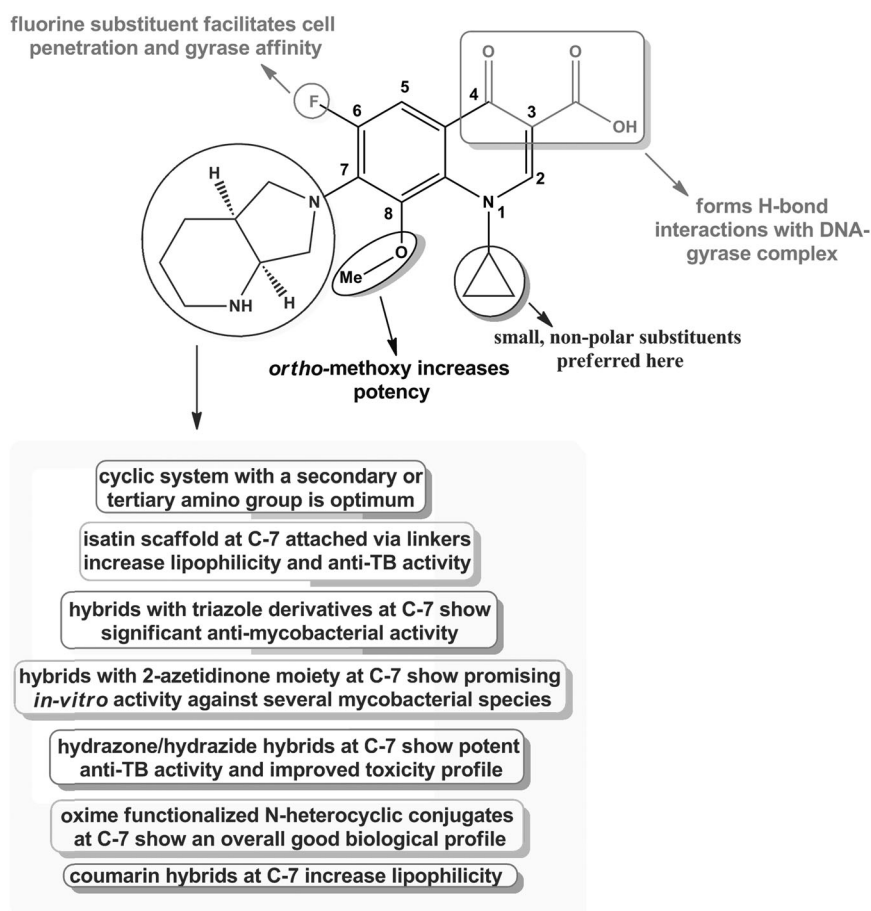 fluorine substituent facilitates cell
penetration and gyrase affinity
O
O
5
4
3
F
6
OH
7
2
H
N
8
N
1
O
Me
NH
H
forms H-bond
interactions with DNA-
gyrase complex
small, non-polar substituents
preferred here
ortho-methoxy increases
potency
cyclic system with a secondary or
tertiary amino group is optimum
isatin scaffold at C-7 attached via linkers
increase lipophilicity and anti-TB activity
hybrids with triazole derivatives at C-7 show
significant anti-mycobacterial activity
hybrids with 2-azetidinone moiety at C-7 show promising
in-vitro activity against several mycobacterial species
hydrazone/hydrazide hybrids at C-7 show potent
anti-TB activity and improved toxicity profile
oxime functionalized N-heterocyclic conjugates
at C-7 show an overall good biological profile
coumarin hybrids at C-7 increase lipophilicity